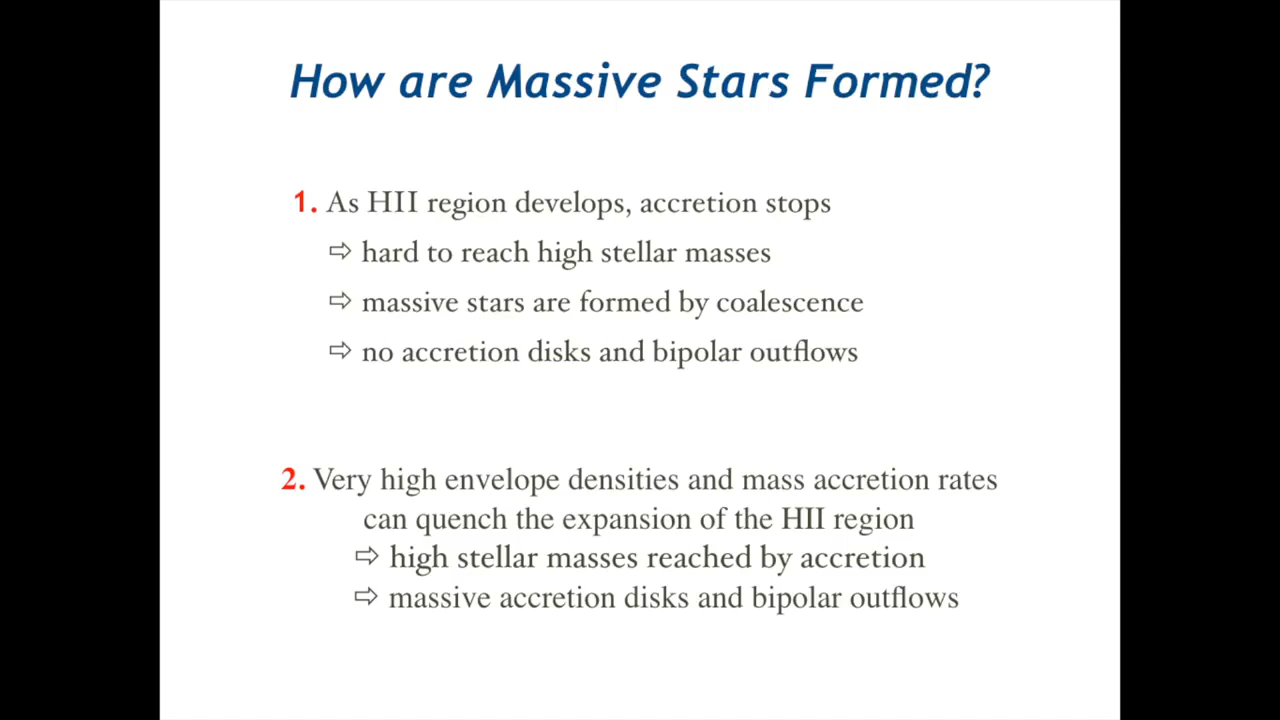 How are Massive Stars Formed?
1. As HII region develops, accretion stops
⇨ hard to reach high stellar masses
⇨ massive stars are formed by coalescence
⇨ no accretion disks and bipolar outflows
2. Very high envelope densities and mass accretion rates
can quench the expansion of the HII region
⇨ high stellar masses reached by accretion
⇨ massive accretion disks and bipolar outflows